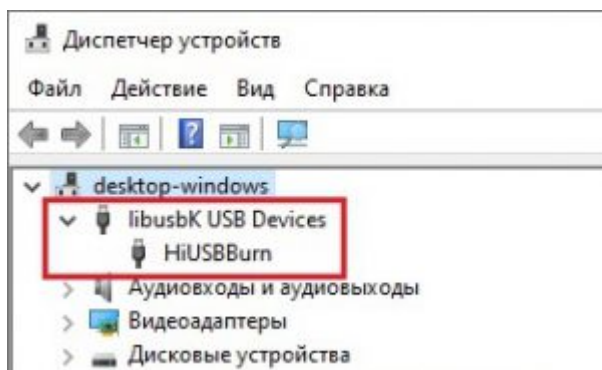 Диспетчер устройств
Файл Действие Вид Справка
desktop-windows
libusbK USB Devices
HiUSBBurn
Аудиовходы и аудиовыходы
Видеоадаптеры
Дисковые устройства